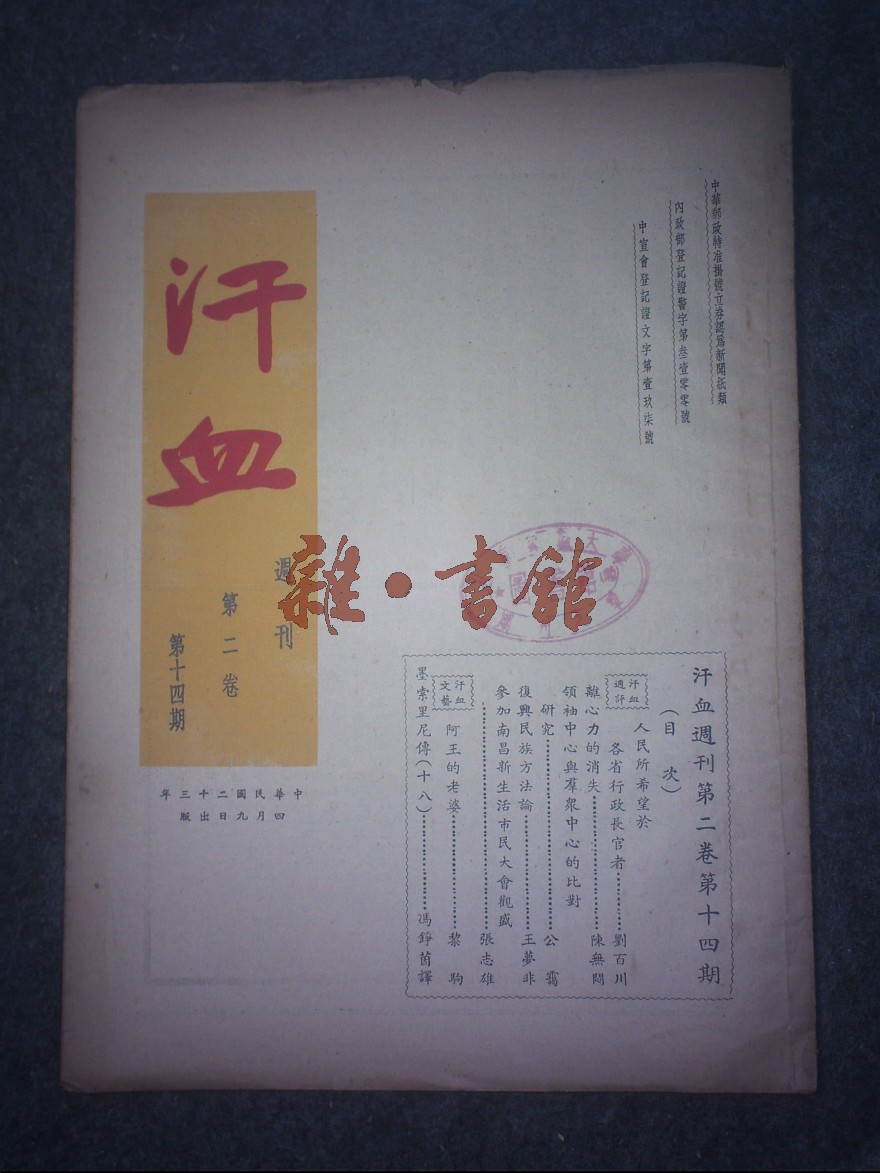 中華郵政特准掛號立券認爲新聞紙類
內政部登記證警字第叁壹零零號
中宣會登記證文字第壹玖柒號
汗血
週刊
第二卷
第十四期
中華民國二十三年
四月九日出版
雜·書館
汗血週刊第二卷第十四期
(目次)
汗血週評
人民所希望於
各省行政長官者………劉百川
離心力的消失………陳無悶
領袖中心與羣衆中心的比對
研究………公 靄
復興民族方法論………王夢非
參加南昌新生活市民大會觀感
………張志雄
汗血文藝
阿王的老婆………黎 駒
墨索里尼傳(十八)………馮錚茵譯